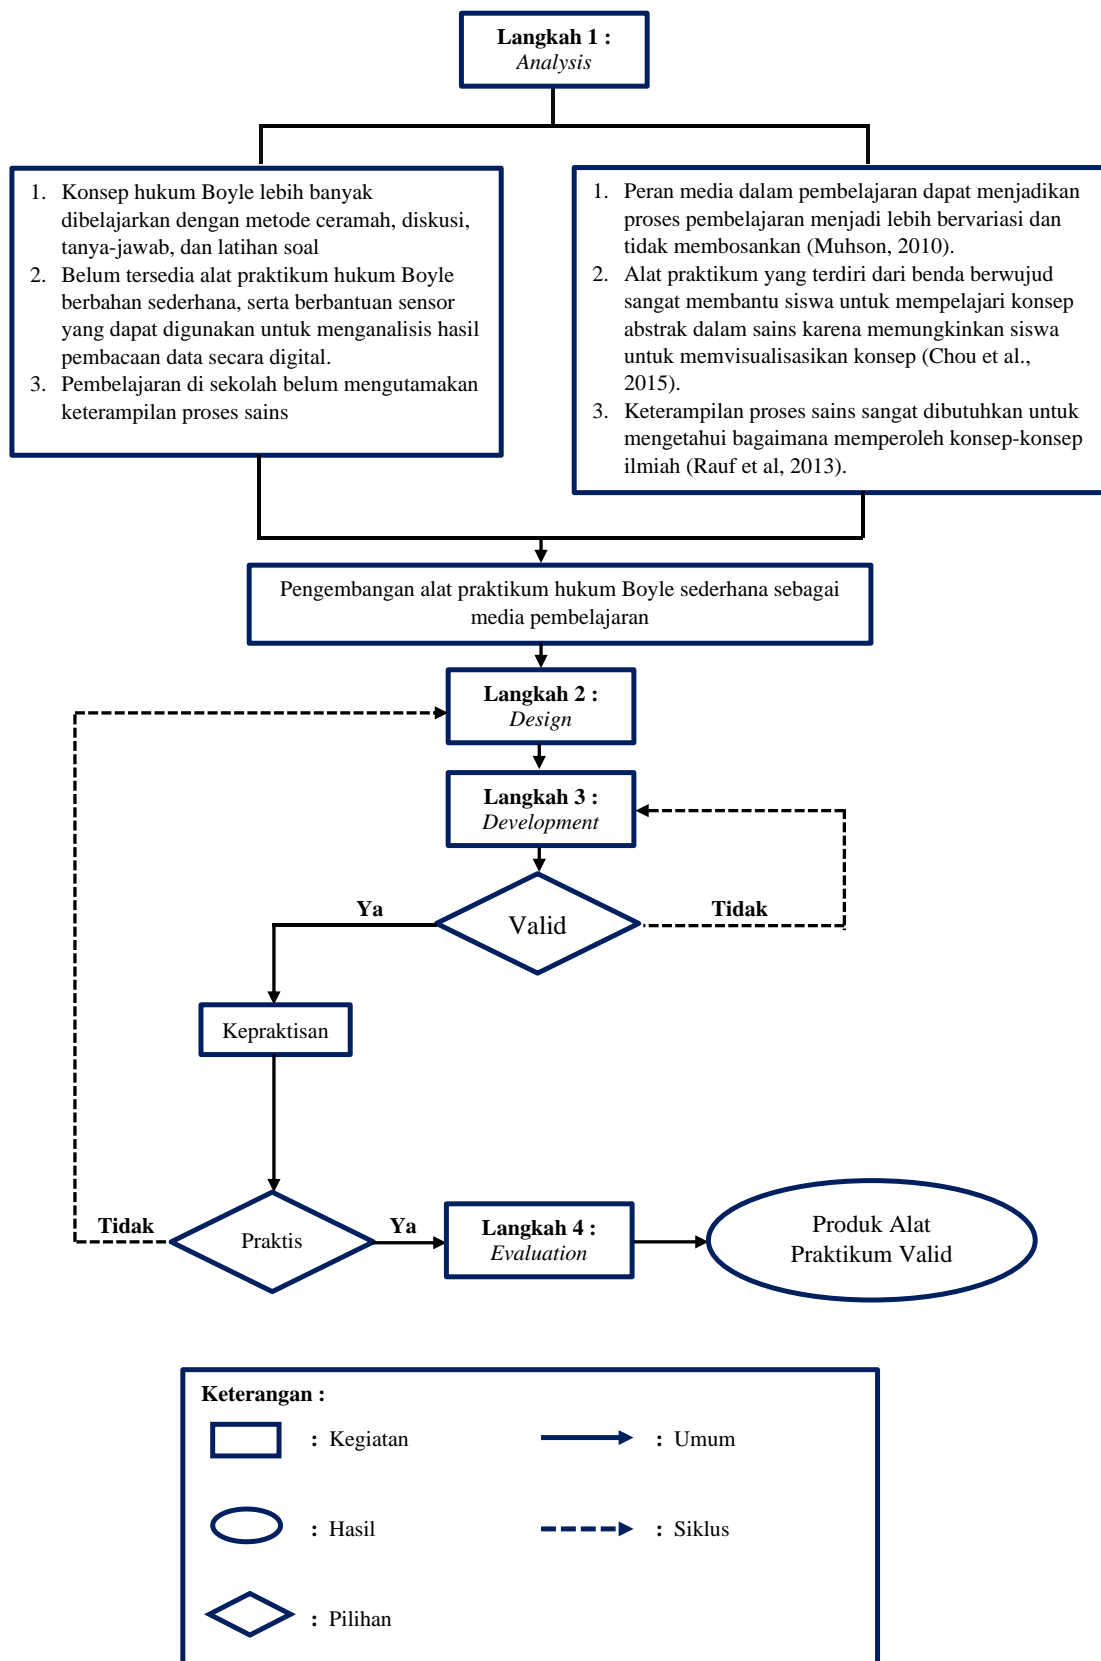 Langkah 1 :
Analysis
1. Konsep hukum Boyle lebih banyak
dibelajarkan dengan metode ceramah, diskusi,
tanya-jawab, dan latihan soal
2. Belum tersedia alat praktikum hukum Boyle
berbahan sederhana, serta berbantuan sensor
yang dapat digunakan untuk menganalisis hasil
pembacaan data secara digital.
3. Pembelajaran di sekolah belum mengutamakan
keterampilan proses sains
1. Peran media dalam pembelajaran dapat menjadikan
proses pembelajaran menjadi lebih bervariasi dan
tidak membosankan (Muhson, 2010).
2. Alat praktikum yang terdiri dari benda berwujud
sangat membantu siswa untuk mempelajari konsep
abstrak dalam sains karena memungkinkan siswa
untuk memvisualisasikan konsep (Chou et al.,
2015).
3. Keterampilan proses sains sangat dibutuhkan untuk
mengetahui bagaimana memperoleh konsep-konsep
ilmiah (Rauf et al, 2013).
Pengembangan alat praktikum hukum Boyle sederhana sebagai
media pembelajaran
Langkah 2 :
Design
Langkah 3 :
Development
Ya
Valid
Tidak
Kepraktisan
Tidak
Praktis
Ya
Langkah 4 :
Evaluation
Produk Alat
Praktikum Valid
Keterangan :
: Kegiatan
: Umum
: Hasil
: Siklus
: Pilihan